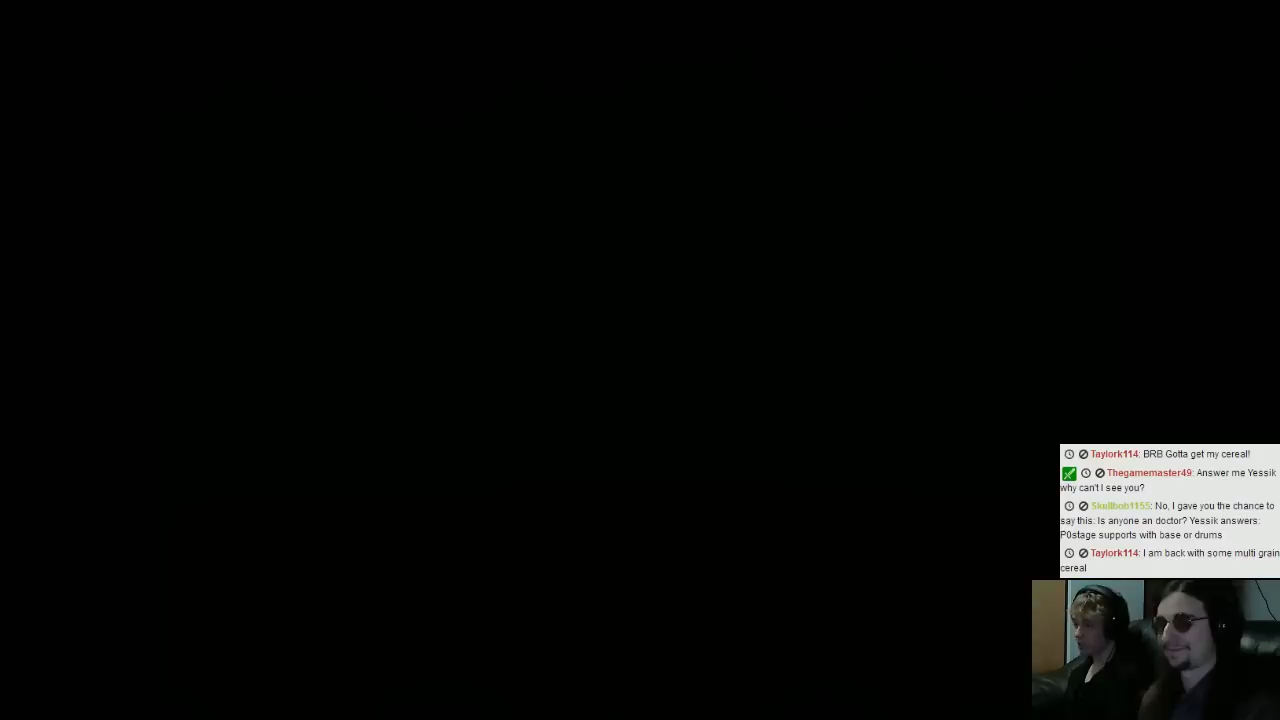 Taylork114: BRB Gotta get my cereal!
Thegamemaster49: Answer me Yessik
why can't I see you?
Skullbob1155: No, I gave you the chance to
say this: Is anyone an doctor? Yessik answers:
P0stage supports with base or drums
Taylork114: I am back with some multi grain
cereal